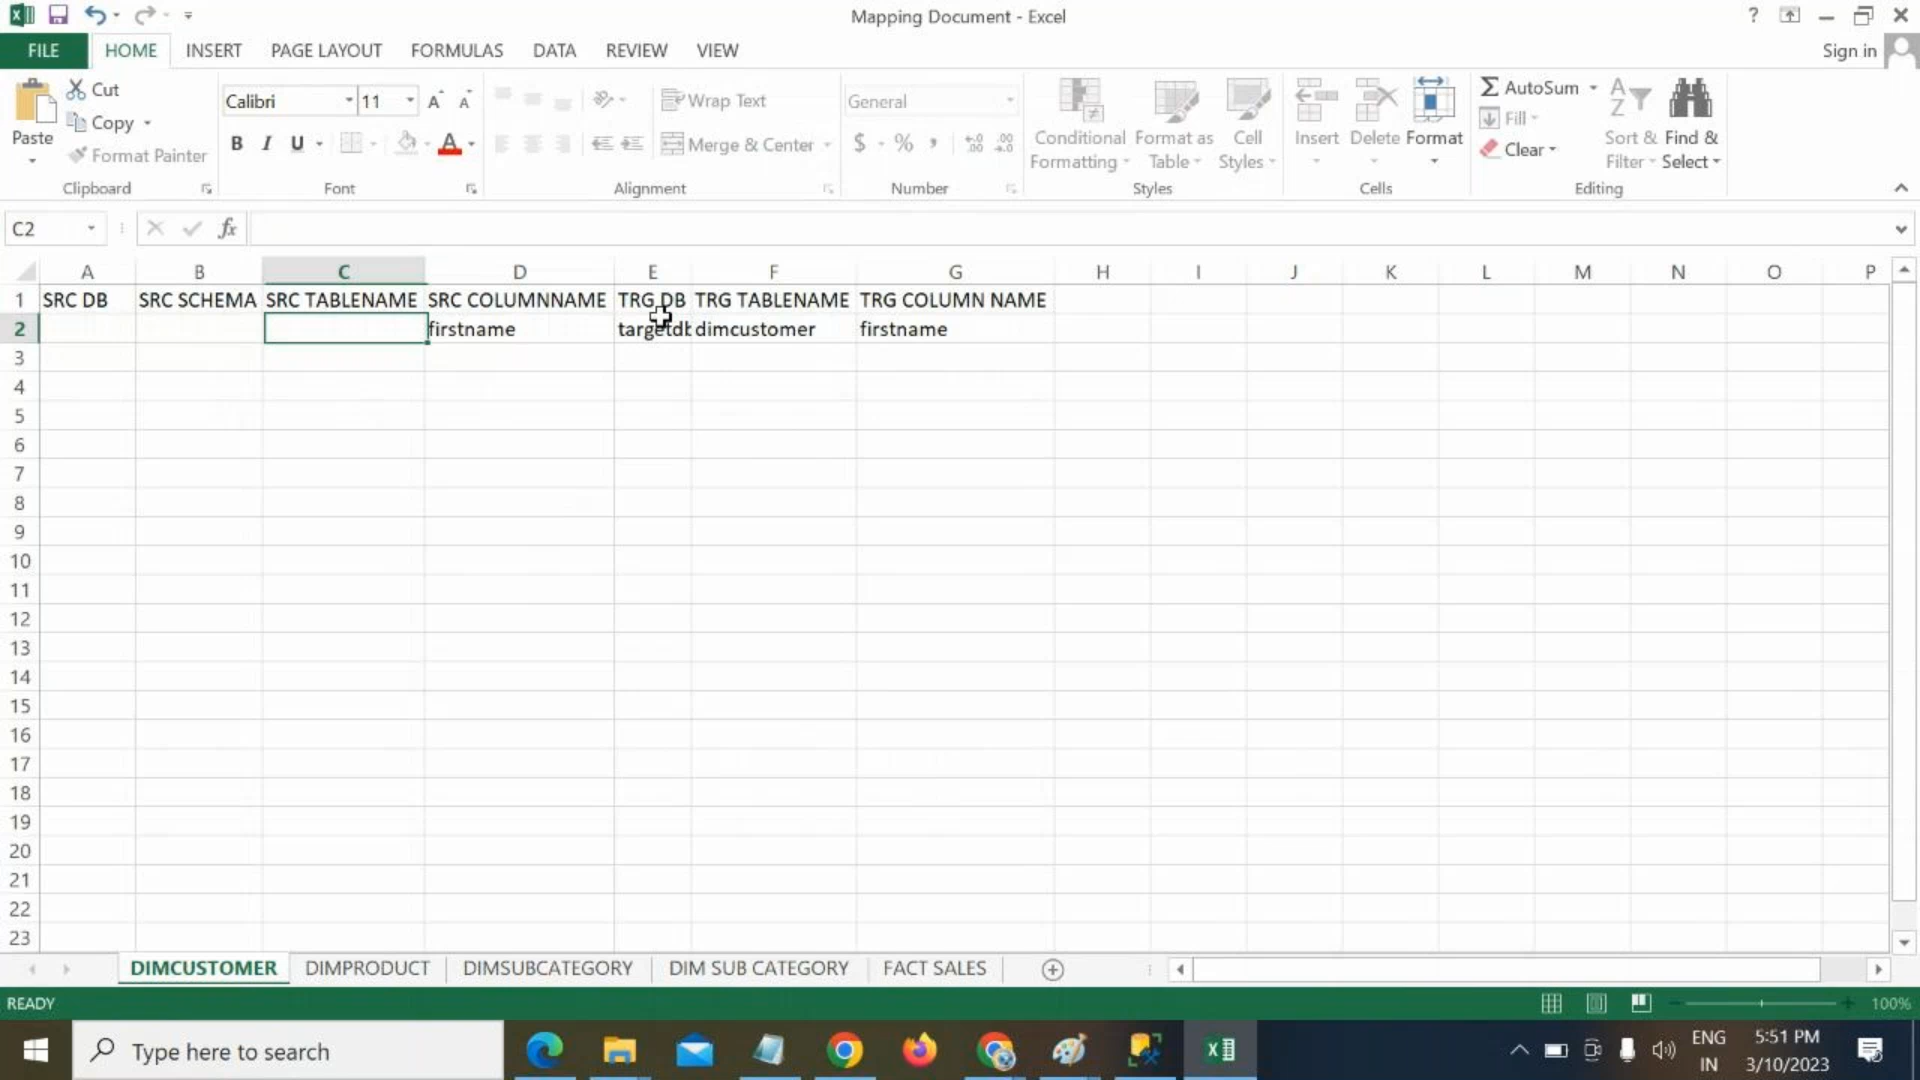 Mapping Document - Excel
?
FILE HOME INSERT PAGE LAYOUT FORMULAS DATA REVIEW VIEW Sign in
Paste
Cut
Copy
Format Painter
Clipboard
Calibri 11
B I U
Font
Wrap Text
Merge & Center
Alignment
General
$ % ,
Number
Conditional Formatting
Format as Table
Cell Styles
Styles
Insert Delete Format
Cells
AutoSum
Fill
Clear
Sort & Filter
Find & Select
Editing
C2 fx
A B C D E F G H I J K L M N O P
1 SRC DB SRC SCHEMA SRC TABLENAME SRC COLUMNNAME TRG DB TRG TABLENAME TRG COLUMN NAME
2 firstname dimcustomer firstname
3
4
5
6
7
8
9
10
11
12
13
14
15
16
17
18
19
20
21
22
23
DIMCUSTOMER DIMPRODUCT DIMSUBCATEGORY DIM SUB CATEGORY FACT SALES
READY 100%
Type here to search
ENG
IN
5:51 PM
3/10/2023